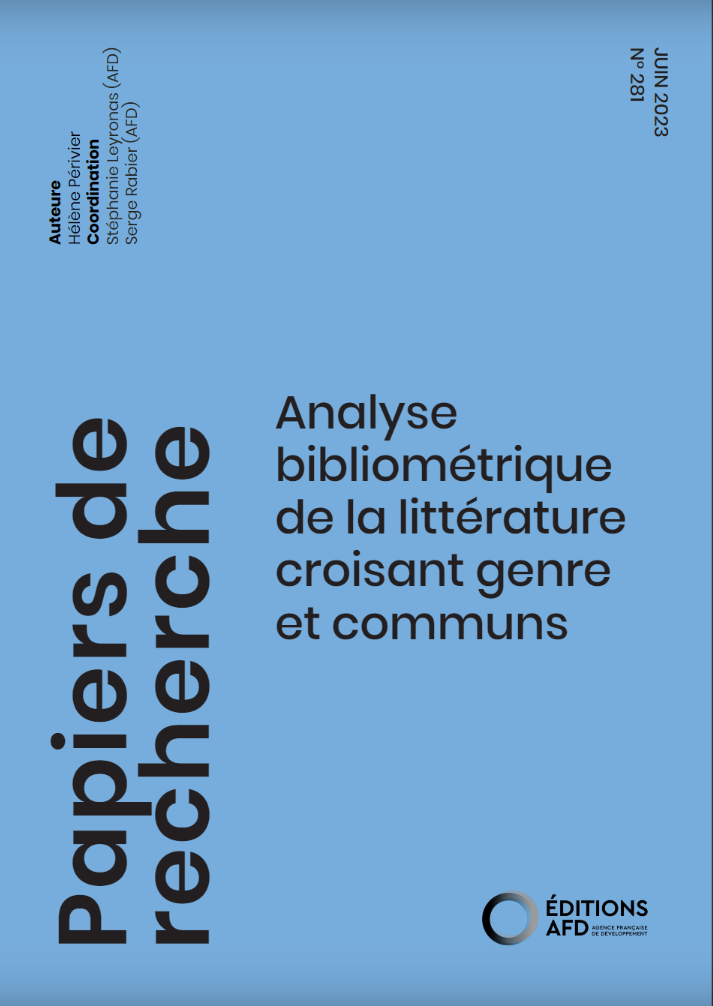 Auteure
Hélène Périvier
Coordination
Stéphanie Leyronas (AFD)
Serge Rabier (AFD)
JUIN 2023
Nº 281
Papiers de
recherche
Analyse
bibliométrique
de la littérature
croisant genre
et communs
ÉDITIONS
AFD
AGENCE FRANÇAISE
DE DÉVELOPPEMENT